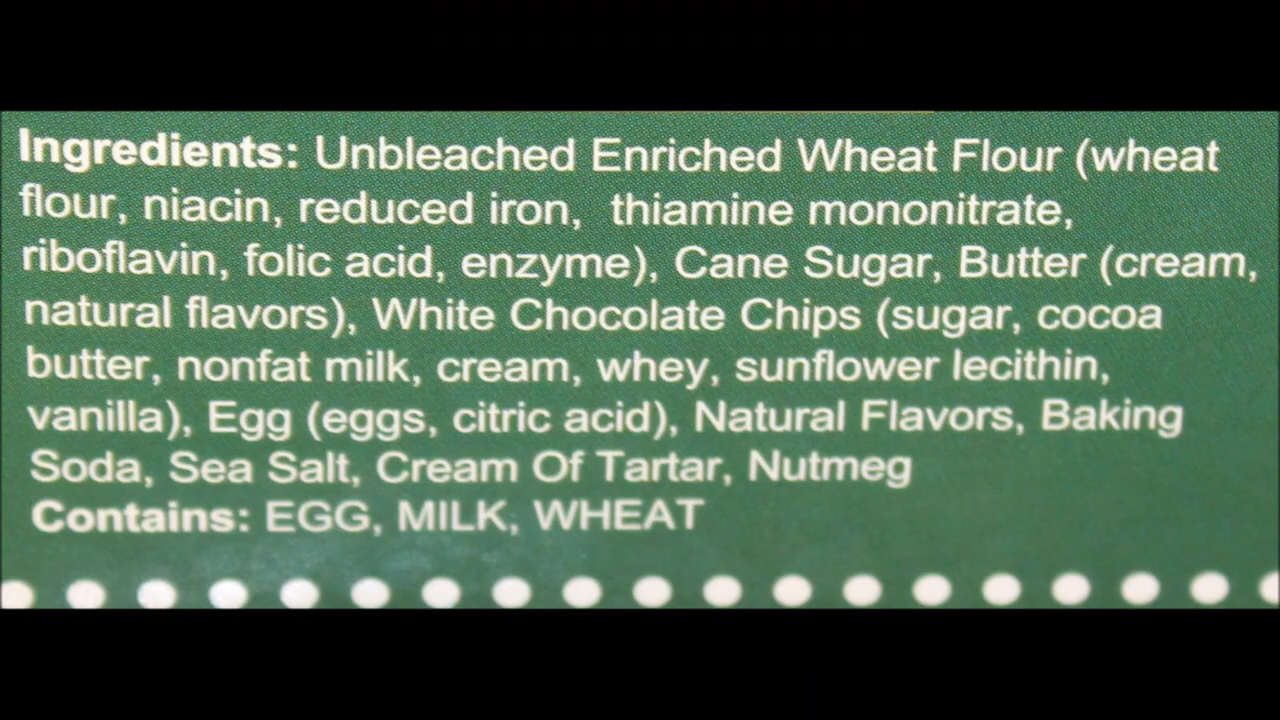 Ingredients: Unbleached Enriched Wheat Flour (wheat
flour, niacin, reduced iron, thiamine mononitrate,
riboflavin, folic acid, enzyme), Cane Sugar, Butter (cream,
natural flavors), White Chocolate Chips (sugar, cocoa
butter, nonfat milk, cream, whey, sunflower lecithin,
vanilla), Egg (eggs, citric acid), Natural Flavors, Baking
Soda, Sea Salt, Cream Of Tartar, Nutmeg
Contains: EGG, MILK, WHEAT